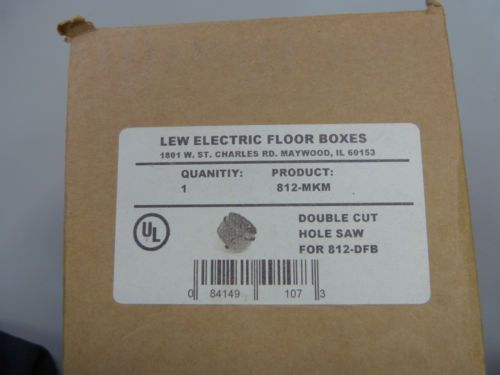 LEW ELECTRIC FLOOR BOXES
1801 W. ST. CHARLES RD. MAYWOOD, IL 60153
QUANITIY: PRODUCT:
1 812-MKM
UL
DOUBLE CUT
HOLE SAW
FOR 812-DFB
0 84149 107 3